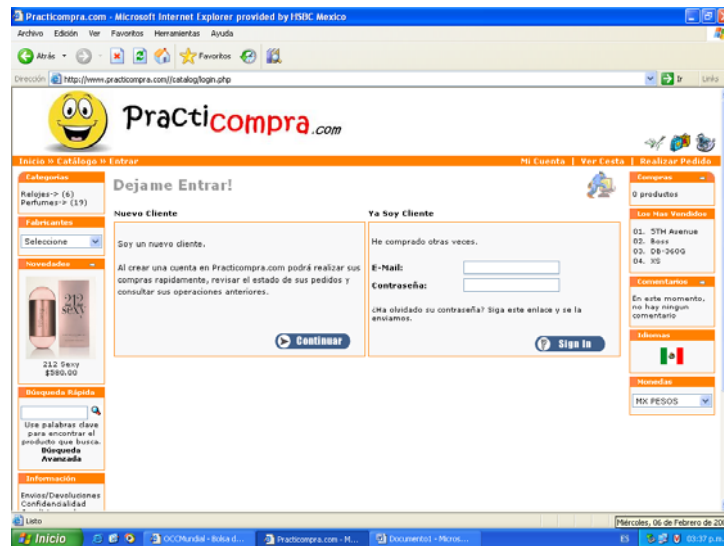 Practicompra.com - Microsoft Internet Explorer provided by HSBC Mexico
Archivo Edición Ver Favoritos Herramientas Ayuda
Atrás Favoritos
Dirección http://www.practicompra.com//catalog/login.php Ir Links
Practicompra.com
Inicio » Catálogo » Entrar Mi Cuenta | Ver Cesta | Realizar Pedido
Categorías
Relojes-> (6)
Perfumes-> (19)
Fabricantes
Seleccione
Novedades
212
SEXY
212 Sexy
$580.00
Búsqueda Rápida
Use palabras clave
para encontrar el
producto que busca.
Búsqueda
Avanzada
Información
Envios/Devoluciones
Confidencialidad
Dejame Entrar!
Nuevo Cliente
Soy un nuevo cliente.
Al crear una cuenta en Practicompra.com podrá realizar sus
compras rapidamente, revisar el estado de sus pedidos y
consultar sus operaciones anteriores.
Continuar
Ya Soy Cliente
He comprado otras veces.
E-Mail:
Contraseña:
¿Ha olvidado su contraseña? Siga este enlace y se la
enviamos.
Sign In
Compras
0 productos
Los Mas Vendidos
01. 5TH Avenue
02. Boss
03. DB-360G
04. XS
Comentarios
En este momento,
no hay ningun
comentario
Idiomas
Monedas
MX PESOS
Listo
Miércoles, 06 de Febrero de 200
Inicio OCCMundial - Bolsa d... Practicompra.com - M... Documento1 - Micros... ES 03:37 p.m.